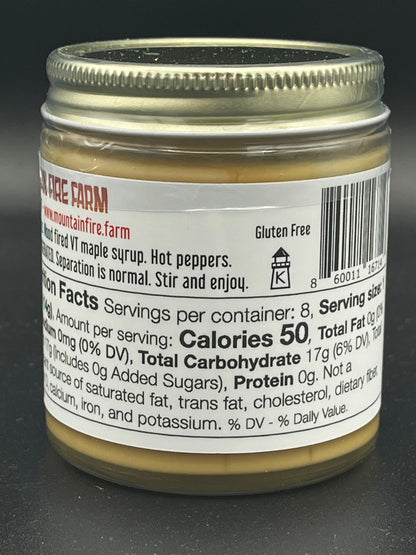 FIRE FARM
www.mountainfire.farm
fired VT maple syrup. Hot peppers.
Separation is normal. Stir and enjoy.
Gluten Free
K
8 60011 1671
Facts Servings per container: 8, Serving size:
Amount per serving: Calories 50, Total Fat 0g
0mg (0% DV), Total Carbohydrate 17g (6% DV),
(Includes 0g Added Sugars), Protein 0g. Not a
source of saturated fat, trans fat, cholesterol, dietary fiber,
calcium, iron, and potassium. % DV - % Daily Value.